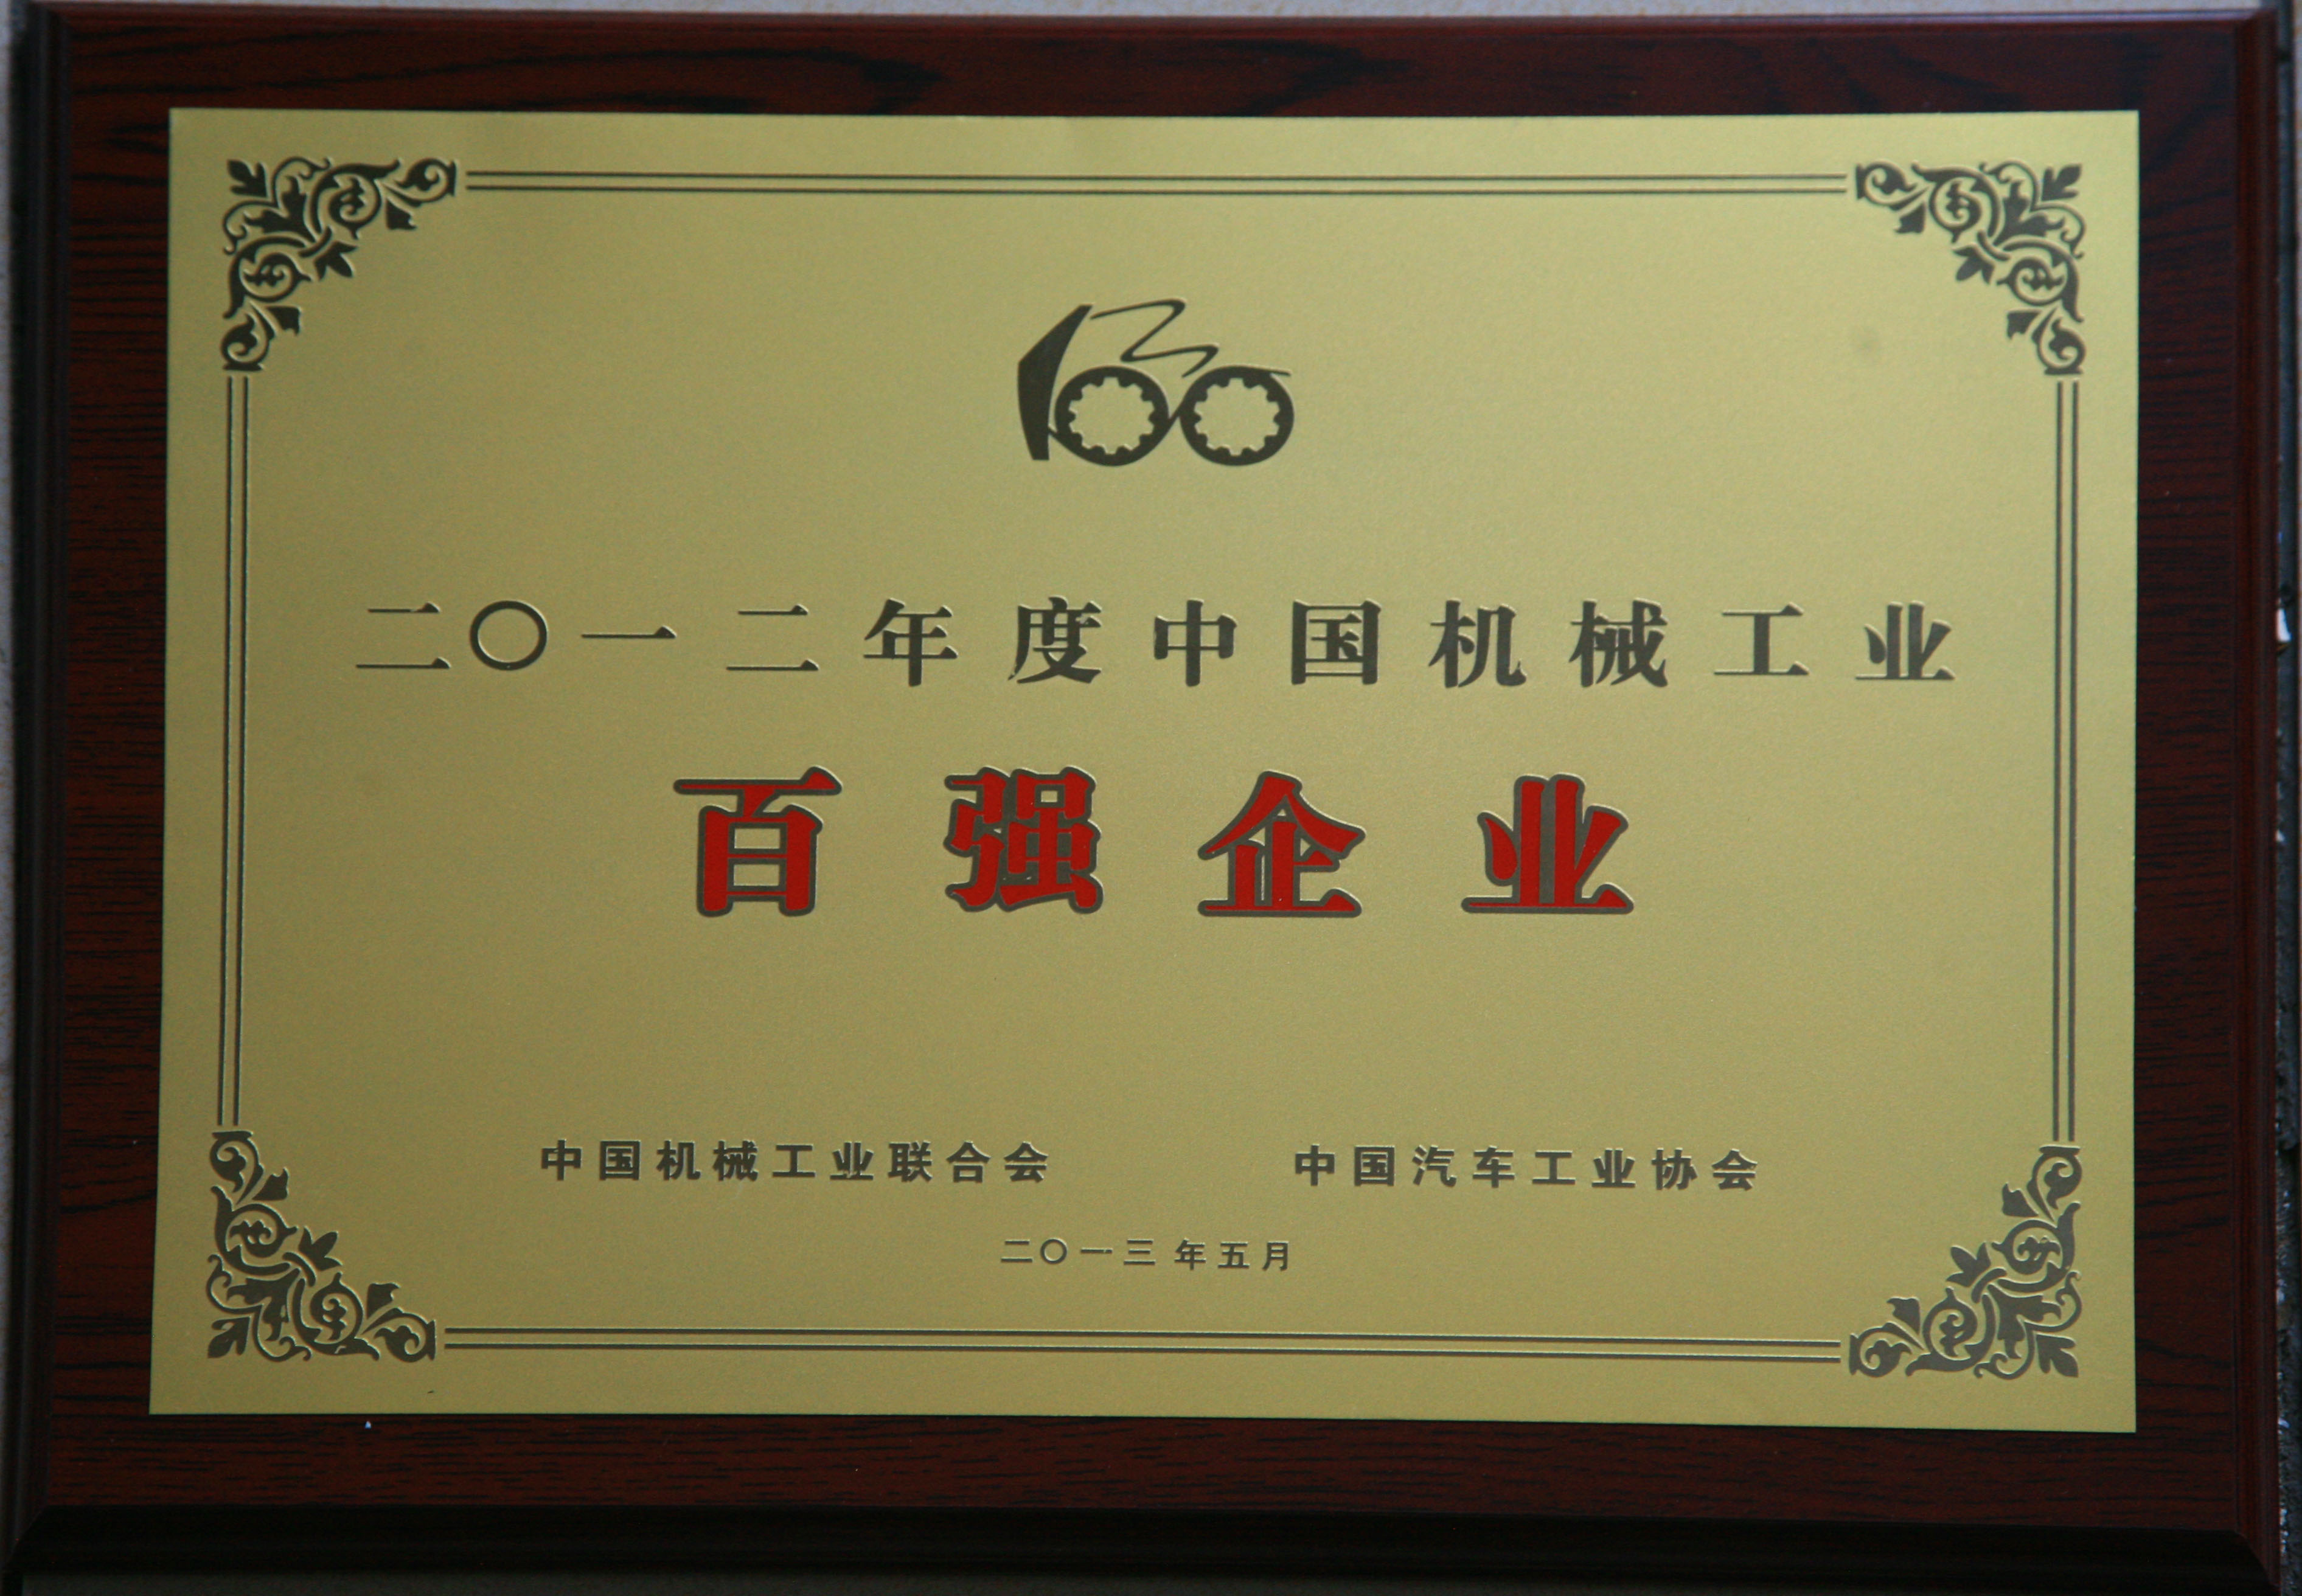 100
二〇一二年度中国机械工业
百强企业
中国机械工业联合会 中国汽车工业协会
二〇一三年五月